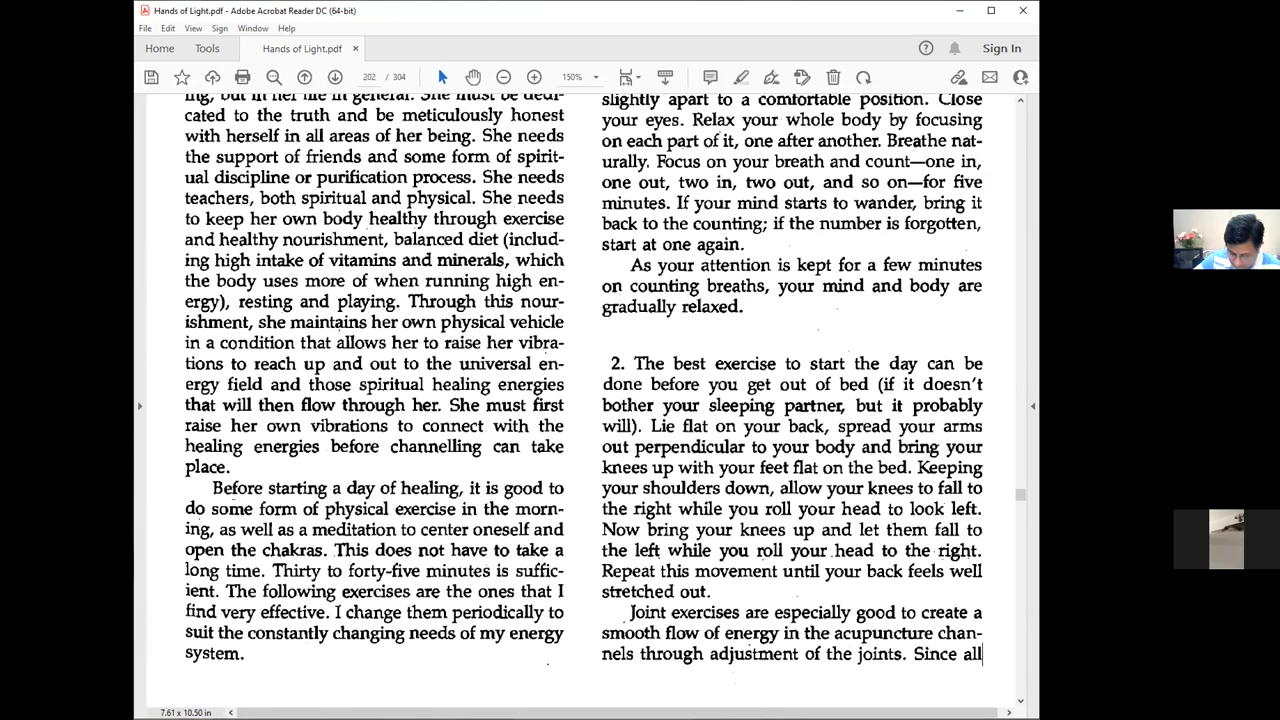 Hands of Light.pdf - Adobe Acrobat Reader DC (64-bit)
File Edit View Sign Window Help
Home Tools Hands of Light.pdf × Sign In
202 / 304 150%
ing, but in her life in general. She must be dedi-
cated to the truth and be meticulously honest
with herself in all areas of her being. She needs
the support of friends and some form of spirit-
ual discipline or purification process. She needs
teachers, both spiritual and physical. She needs
to keep her own body healthy through exercise
and healthy nourishment, balanced diet (includ-
ing high intake of vitamins and minerals, which
the body uses more of when running high en-
ergy), resting and playing. Through this nour-
ishment, she maintains her own physical vehicle
in a condition that allows her to raise her vibra-
tions to reach up and out to the universal en-
ergy field and those spiritual healing energies
that will then flow through her. She must first
raise her own vibrations to connect with the
healing energies before channelling can take
place.
Before starting a day of healing, it is good to
do some form of physical exercise in the morn-
ing, as well as a meditation to center oneself and
open the chakras. This does not have to take a
long time. Thirty to forty-five minutes is suffic-
ient. The following exercises are the ones that I
find very effective. I change them periodically to
suit the constantly changing needs of my energy
system.
slightly apart to a comfortable position. Close
your eyes. Relax your whole body by focusing
on each part of it, one after another. Breathe nat-
urally. Focus on your breath and count—one in,
one out, two in, two out, and so on—for five
minutes. If your mind starts to wander, bring it
back to the counting; if the number is forgotten,
start at one again.
As your attention is kept for a few minutes
on counting breaths, your mind and body are
gradually relaxed.
2. The best exercise to start the day can be
done before you get out of bed (if it doesn't
bother your sleeping partner, but it probably
will). Lie flat on your back, spread your arms
out perpendicular to your body and bring your
knees up with your feet flat on the bed. Keeping
your shoulders down, allow your knees to fall to
the right while you roll your head to look left.
Now bring your knees up and let them fall to
the left while you roll your head to the right.
Repeat this movement until your back feels well
stretched out.
Joint exercises are especially good to create a
smooth flow of energy in the acupuncture chan-
nels through adjustment of the joints. Since all
7.61 x 10.50 in